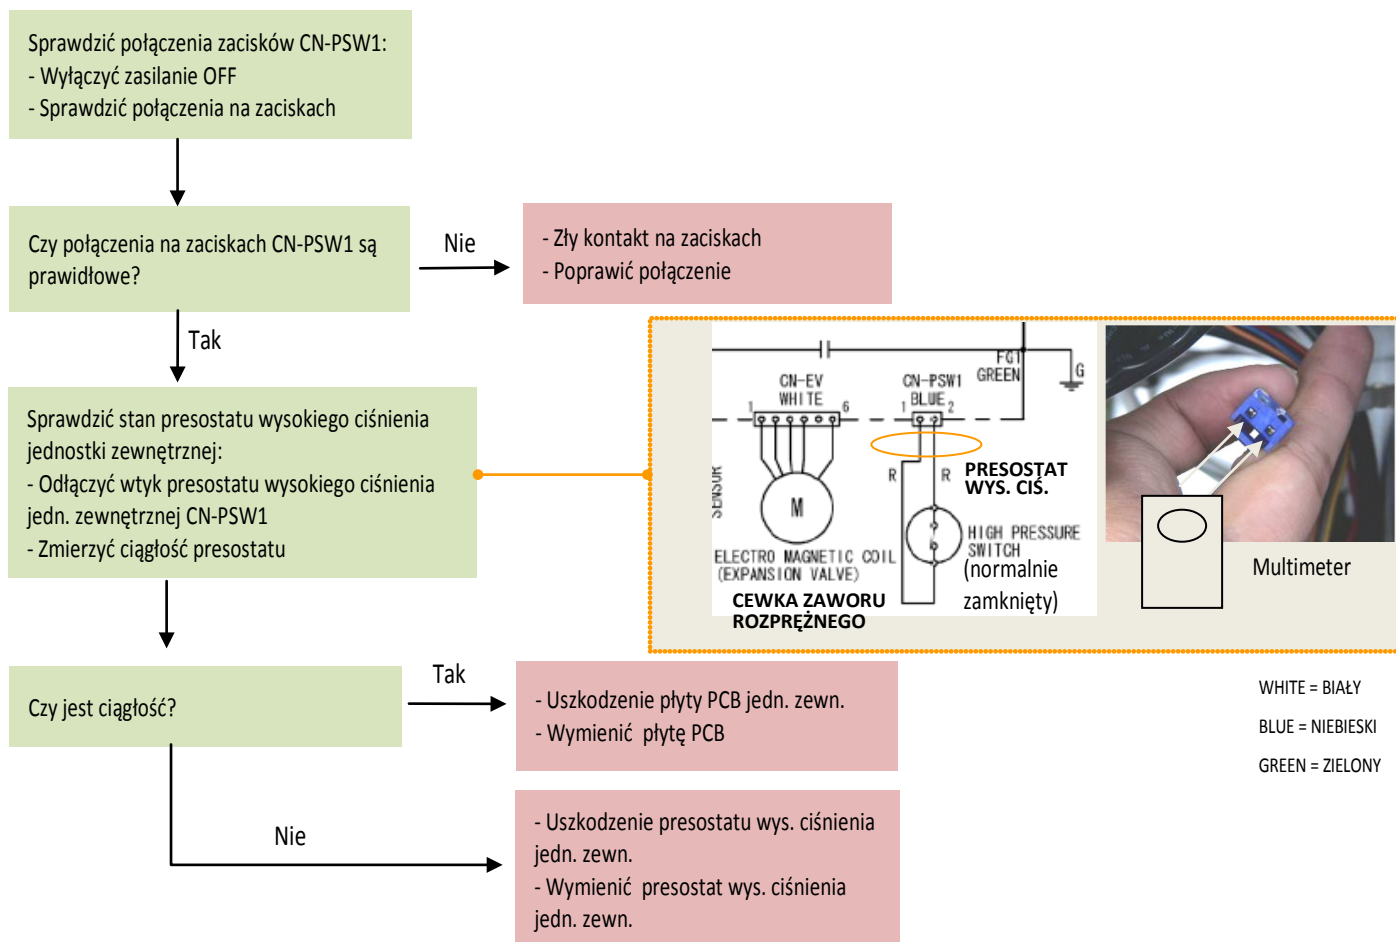 Sprawdzić połączenia zacisków CN-PSW1:
- Wyłączyć zasilanie OFF
- Sprawdzić połączenia na zaciskach
Czy połączenia na zaciskach CN-PSW1 są
prawidłowe?
Nie
- Zły kontakt na zaciskach
- Poprawić połączenie
Tak
Sprawdzić stan presostatu wysokiego ciśnienia
jednostki zewnętrznej:
- Odłączyć wtyk presostatu wysokiego ciśnienia
jedn. zewnętrznej CN-PSW1
- Zmierzyć ciągłość presostatu
FG1
GREEN
G
CN-EV
WHITE
1
6
CN-PSW1
BLUE
1
2
SENSOR
M
R
R
PRESOSTAT
WYS. CIŚ.
HIGH PRESSURE
SWITCH
(normalnie
zamknięty)
ELECTRO MAGNETIC COIL
(EXPANSION VALVE)
CEWKA ZAWORU
ROZPRĘŻNEGO
Multimeter
Czy jest ciągłość?
Tak
- Uszkodzenie płyty PCB jedn. zewn.
- Wymienić płytę PCB
WHITE = BIAŁY
BLUE = NIEBIESKI
GREEN = ZIELONY
Nie
- Uszkodzenie presostatu wys. ciśnienia
jedn. zewn.
- Wymienić presostat wys. ciśnienia
jedn. zewn.